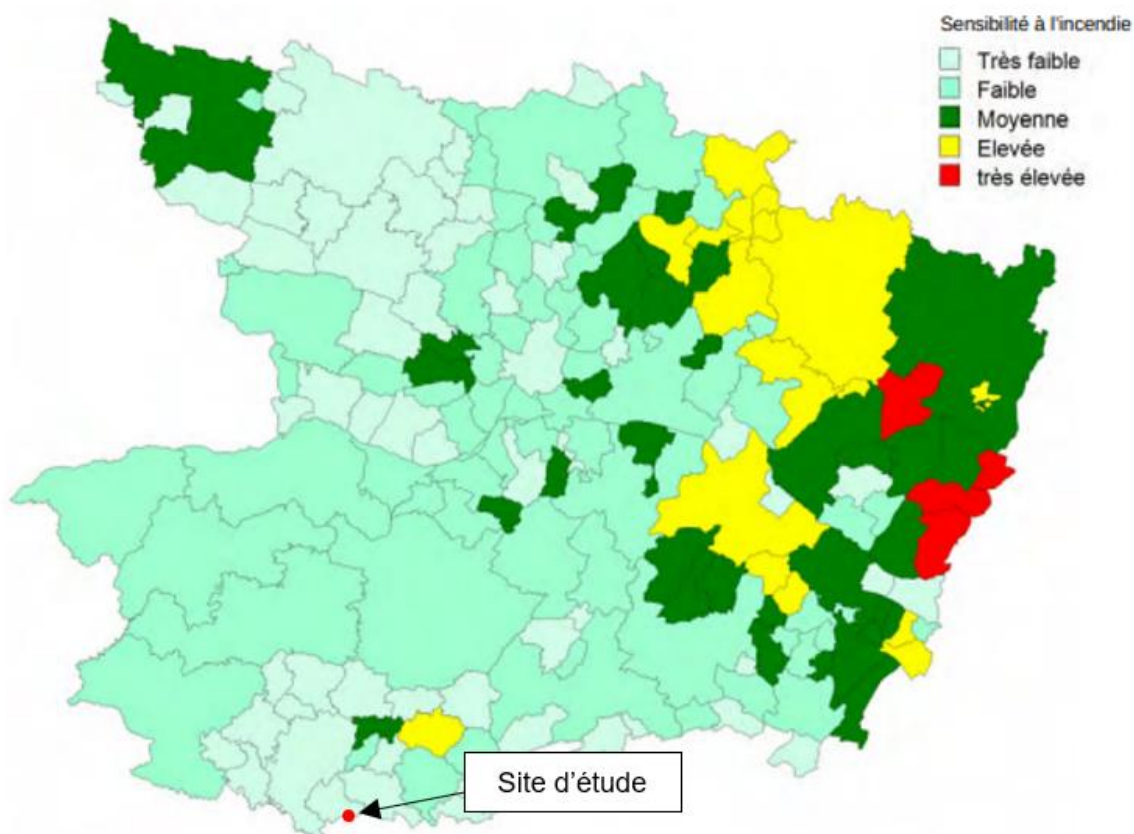 Sensibilité à l'incendie
Très faible
Faible
Moyenne
Elevée
très élevée
Site d'étude